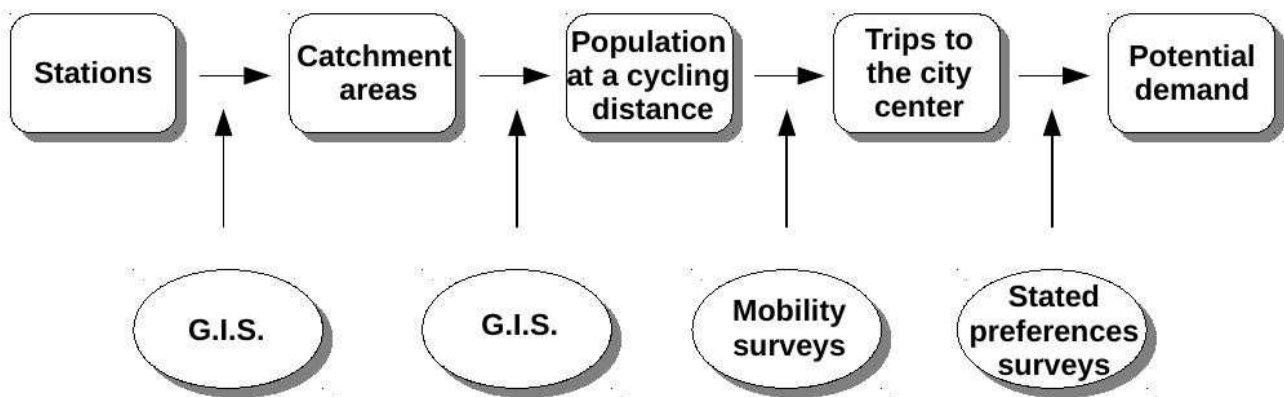 Stations
Catchment
areas
Population
at a cycling
distance
Trips to
the city
center
Potential
demand
G.I.S.
G.I.S.
Mobility
surveys
Stated
preferences
surveys